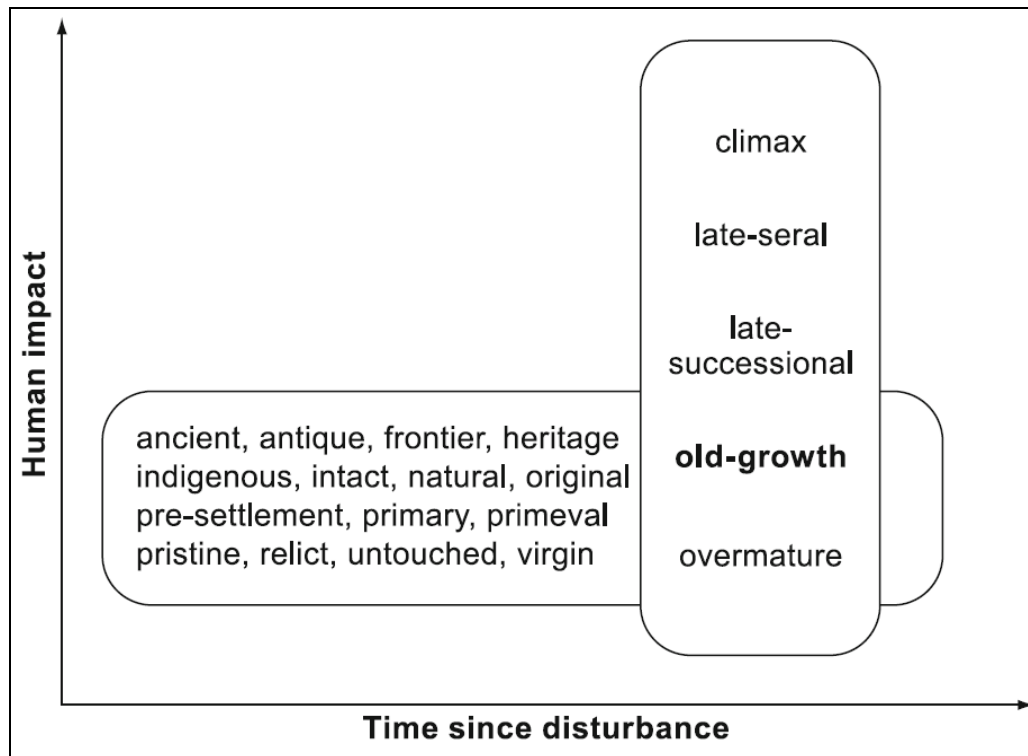 Human impact
climax
late-seral
late-
successional
ancient, antique, frontier, heritage
indigenous, intact, natural, original
pre-settlement, primary, primeval
pristine, relict, untouched, virgin
old-growth
overmature
Time since disturbance